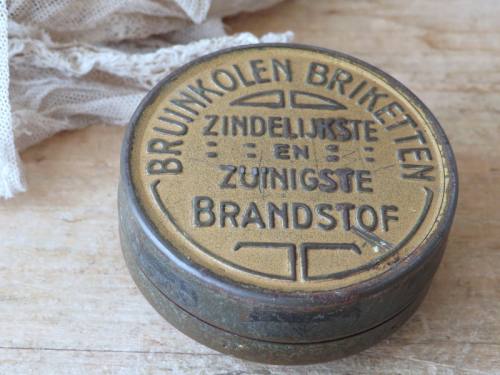 BRUINKOLEN BRIKETTEN
ZINDELIJKSTE
EN
ZUINIGSTE
BRANDSTOF